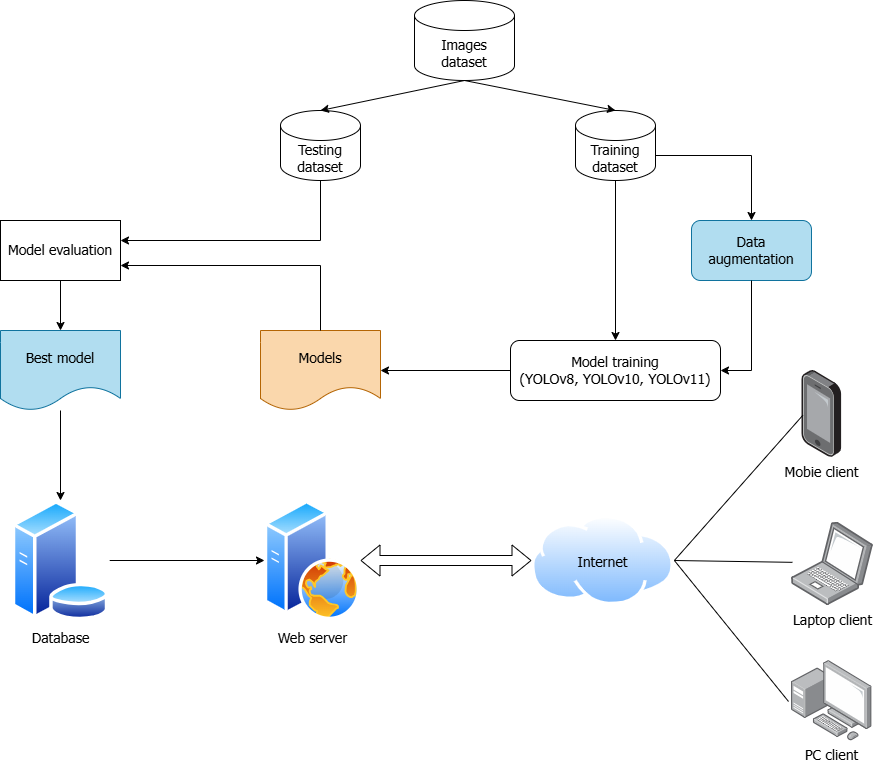 Images
dataset
Testing
dataset
Training
dataset
Model evaluation
Data
augmentation
Best model
Models
Model training
(YOLOv8, YOLOv10, YOLOv11)
Mobie client
Internet
Laptop client
Database
Web server
PC client